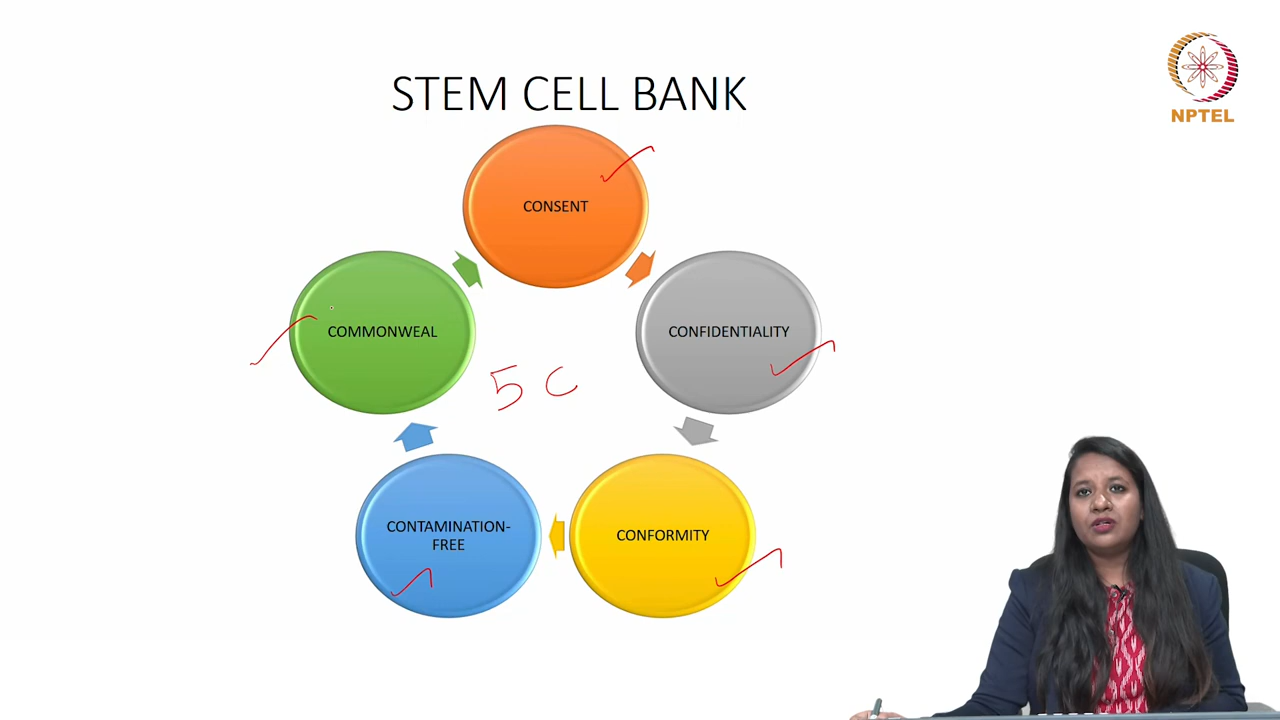 STEM CELL BANK
NPTEL
CONSENT
CONFIDENTIALITY
CONFORMITY
CONTAMINATION-
FREE
COMMONWEAL
5 C